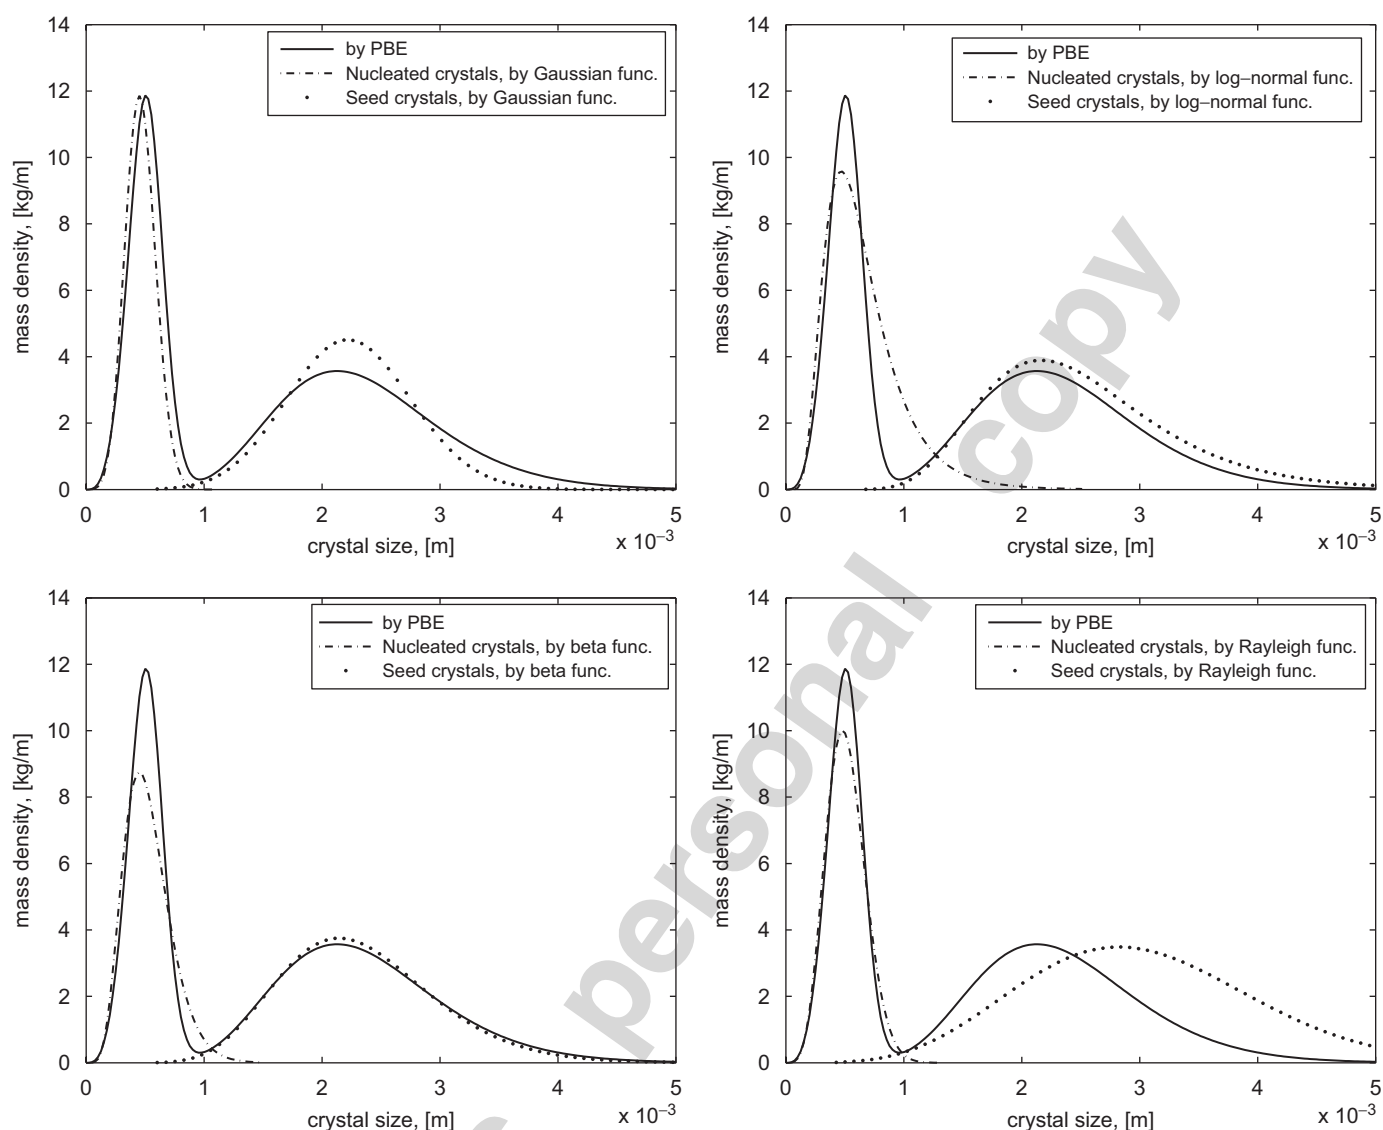 14
12
10
8
6
4
2
0
mass density, [kg/m]
by PBE
Nucleated crystals, by Gaussian func.
Seed crystals, by Gaussian func.
0 1 2 3 4 5
crystal size, [m]
x 10⁻³
14
12
10
8
6
4
2
0
mass density, [kg/m]
by PBE
Nucleated crystals, by log–normal func.
Seed crystals, by log–normal func.
0 1 2 3 4 5
crystal size, [m]
x 10⁻³
14
12
10
8
6
4
2
0
mass density, [kg/m]
by PBE
Nucleated crystals, by beta func.
Seed crystals, by beta func.
0 1 2 3 4 5
crystal size, [m]
x 10⁻³
14
12
10
8
6
4
2
0
mass density, [kg/m]
by PBE
Nucleated crystals, by Rayleigh func.
Seed crystals, by Rayleigh func.
0 1 2 3 4 5
crystal size, [m]
x 10⁻³
personal copy